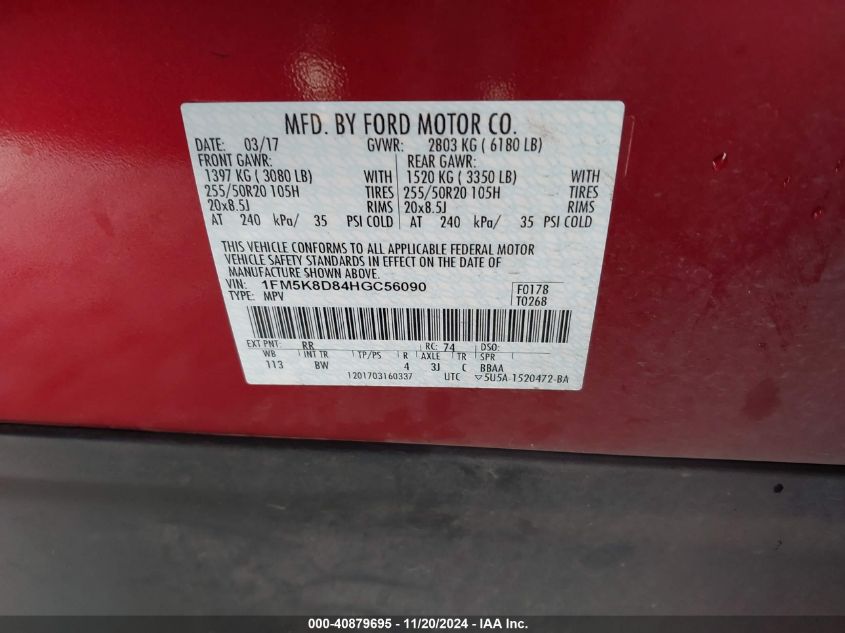 MFD. BY FORD MOTOR CO.
DATE: 03/17 GVWR: 2803 KG ( 6180 LB)
FRONT GAWR: REAR GAWR:
1397 KG ( 3080 LB) WITH 1520 KG ( 3350 LB) WITH
255/50R20 105H TIRES 255/50R20 105H TIRES
20x8.5J RIMS 20x8.5J RIMS
AT 240 kPa/ 35 PSI COLD AT 240 kPa/ 35 PSI COLD
THIS VEHICLE CONFORMS TO ALL APPLICABLE FEDERAL MOTOR
VEHICLE SAFETY STANDARDS IN EFFECT ON THE DATE OF
MANUFACTURE SHOWN ABOVE.
VIN: 1FM5K8D84HGC56090 F0178
TYPE: MPV T0268
EXT PNT: RR RC: 74 DSO:
WB INT TR TP/PS R AXLE TR SPR
113 BW 4 3J C BBAA
1201703160337 UTC ▽5U5A-1520472-BA
000-40879695 - 11/20/2024 - IAA Inc.